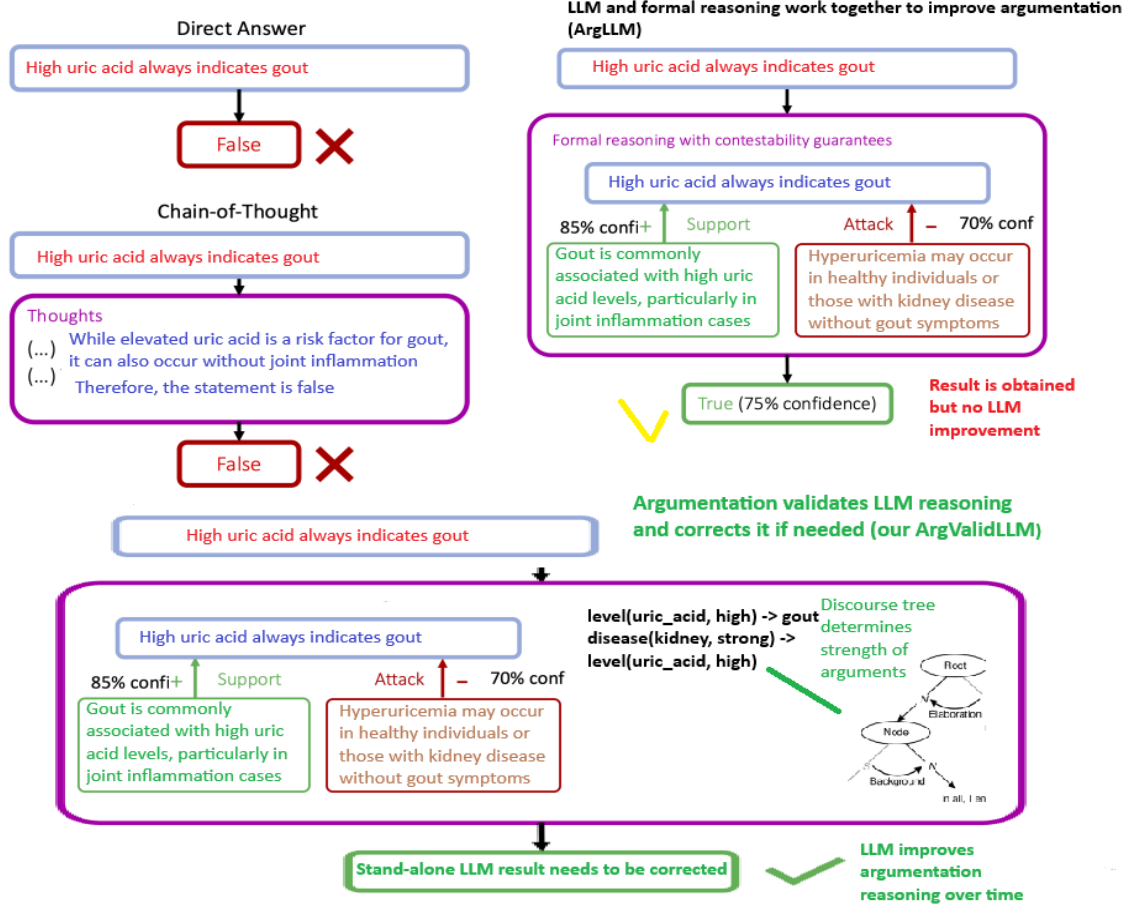 Direct Answer
High uric acid always indicates gout
False
Chain-of-Thought
High uric acid always indicates gout
Thoughts
(...)
While elevated uric acid is a risk factor for gout,
it can also occur without joint inflammation
(...)
Therefore, the statement is false
False
LLM and formal reasoning work together to improve argumentation
(ArgLLM)
High uric acid always indicates gout
Formal reasoning with contestability guarantees
High uric acid always indicates gout
85% confi+ Support
Attack – 70% conf
Gout is commonly
associated with high uric
acid levels, particularly in
joint inflammation cases
Hyperuricemia may occur
in healthy individuals or
those with kidney disease
without gout symptoms
True (75% confidence)
Result is obtained
but no LLM
improvement
Argumentation validates LLM reasoning
and corrects it if needed (our ArgValidLLM)
High uric acid always indicates gout
High uric acid always indicates gout
85% confi+ Support
Attack – 70% conf
Gout is commonly
associated with high uric
acid levels, particularly in
joint inflammation cases
Hyperuricemia may occur
in healthy individuals or
those with kidney disease
without gout symptoms
level(uric_acid, high) -> gout
disease(kidney, strong) ->
level(uric_acid, high)
Discourse tree
determines
strength of
arguments
Root
N
Elaboration
Node
S
N
Background
in all, I en
Stand-alone LLM result needs to be corrected
LLM improves
argumentation
reasoning over time